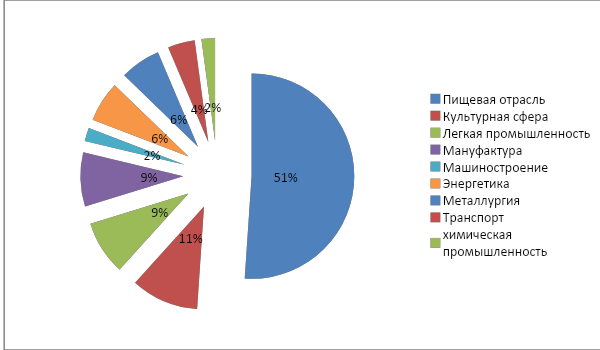 51%
11%
9%
9%
2%
6%
6%
4%
2%
Пищевая отрасль
Культурная сфера
Легкая промышленность
Мануфактура
Машиностроение
Энергетика
Металлургия
Транспорт
химическая
промышленность